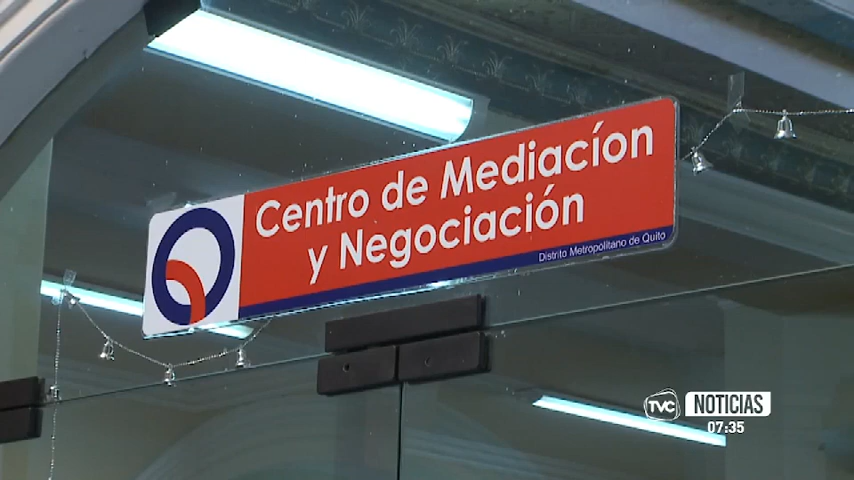 Centro de Mediacíon
y Negociación
Distrito Metropolitano de Quito
TVC NOTICIAS
07:35